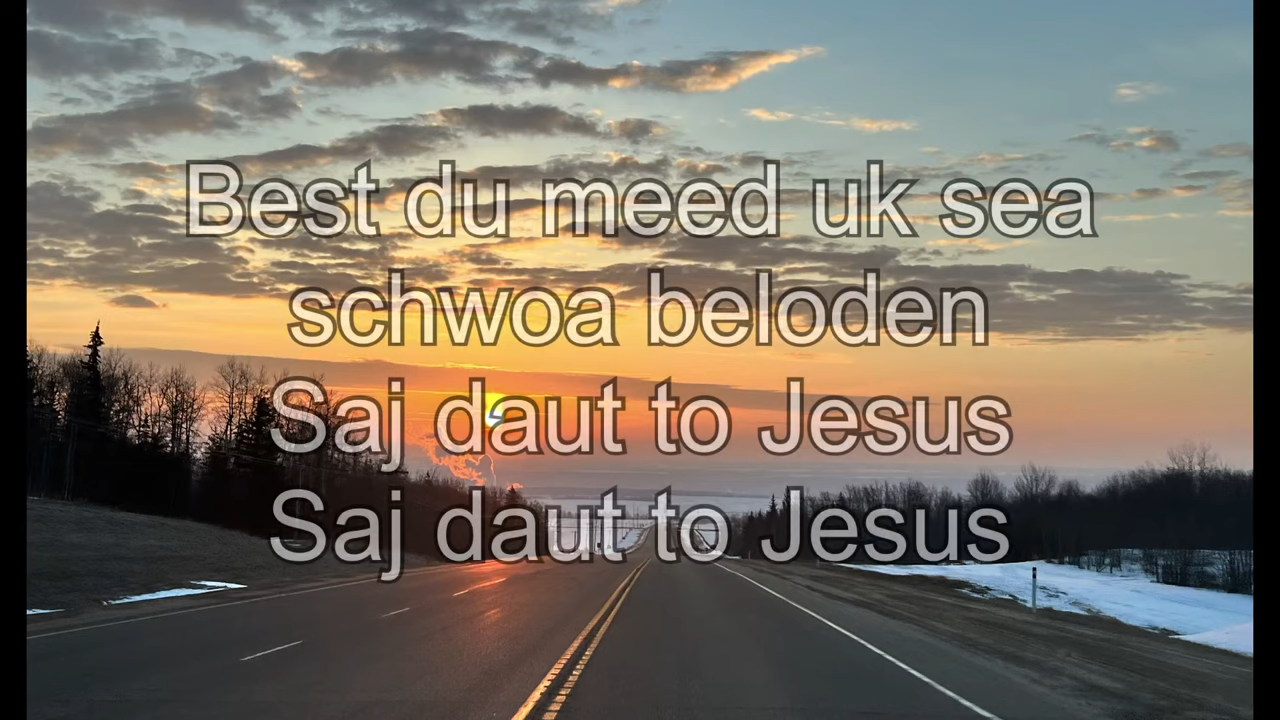 Best du meed uk sea
schwoa beloden
Saj daut to Jesus
Saj daut to Jesus